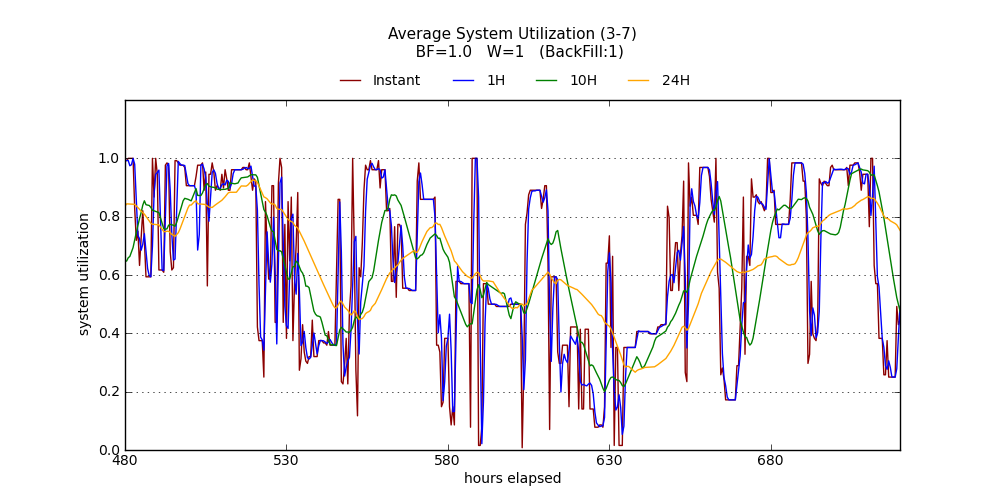 Average System Utilization (3-7)
BF=1.0 W=1 (BackFill:1)
Instant 1H 10H 24H
1.0
0.8
0.6
0.4
0.2
0.0
system utilization
480 530 580 630 680
hours elapsed